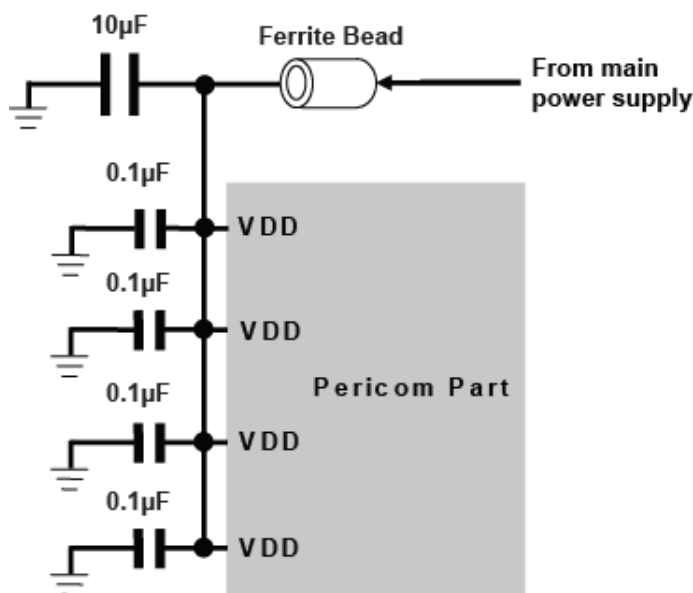 10µF
Ferrite Bead
From main
power supply
0.1µF
VDD
0.1µF
VDD
Pericom Part
0.1µF
VDD
0.1µF
VDD